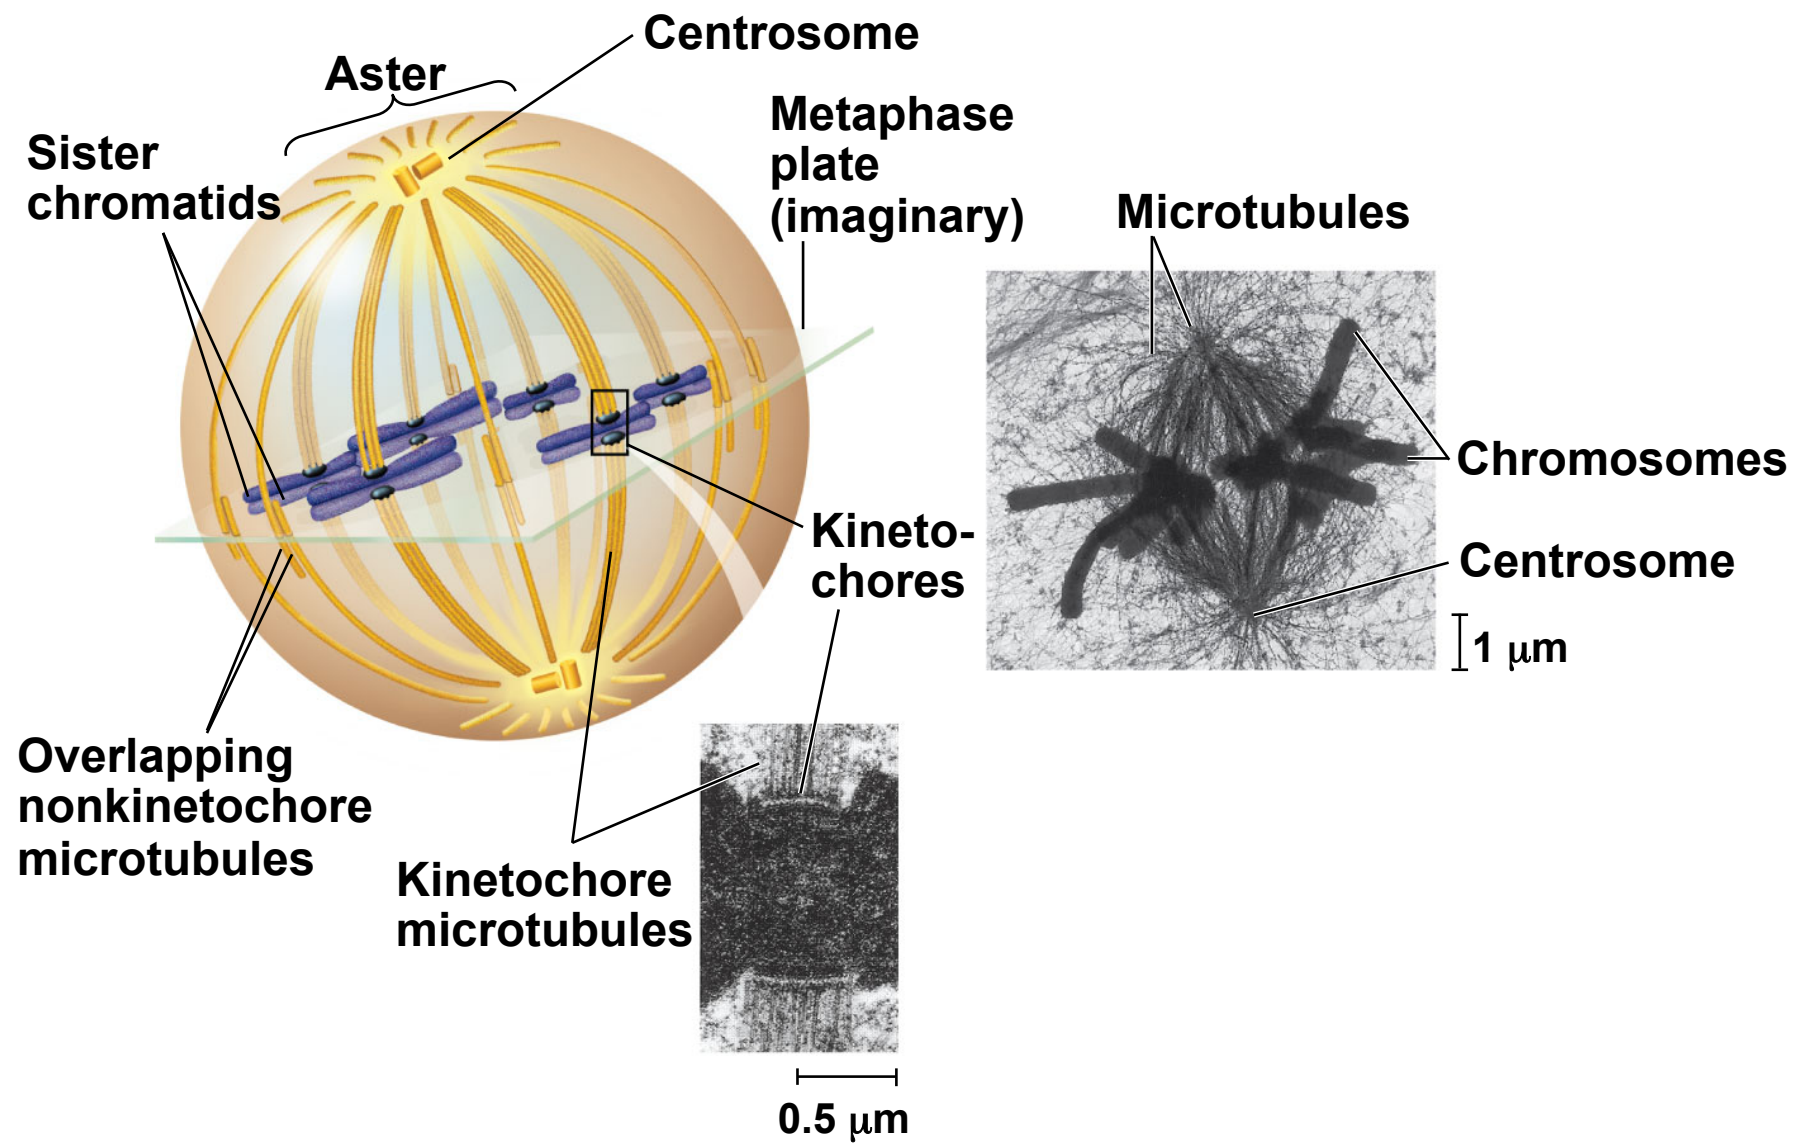 Centrosome
Aster
Metaphase
plate
(imaginary)
Sister
chromatids
Microtubules
Chromosomes
Kineto-
chores
Centrosome
1 μm
Overlapping
nonkinetochore
microtubules
Kinetochore
microtubules
0.5 μm